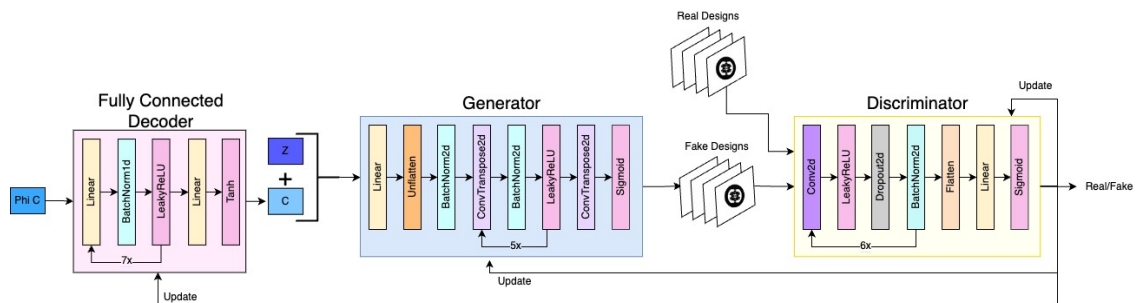 Real Designs
Fully Connected
Decoder
Generator
Discriminator
Update
Phi C
Linear
BatchNorm1d
LeakyReLU
Linear
Tanh
7x
Z
+
C
Linear
Unflatten
BatchNorm2d
ConvTranspose2d
BatchNorm2d
LeakyReLU
ConvTranspose2d
Sigmoid
5x
Fake Designs
Conv2d
LeakyReLU
Dropout2d
BatchNorm2d
Flatten
Linear
Sigmoid
6x
Real/Fake
Update
Update